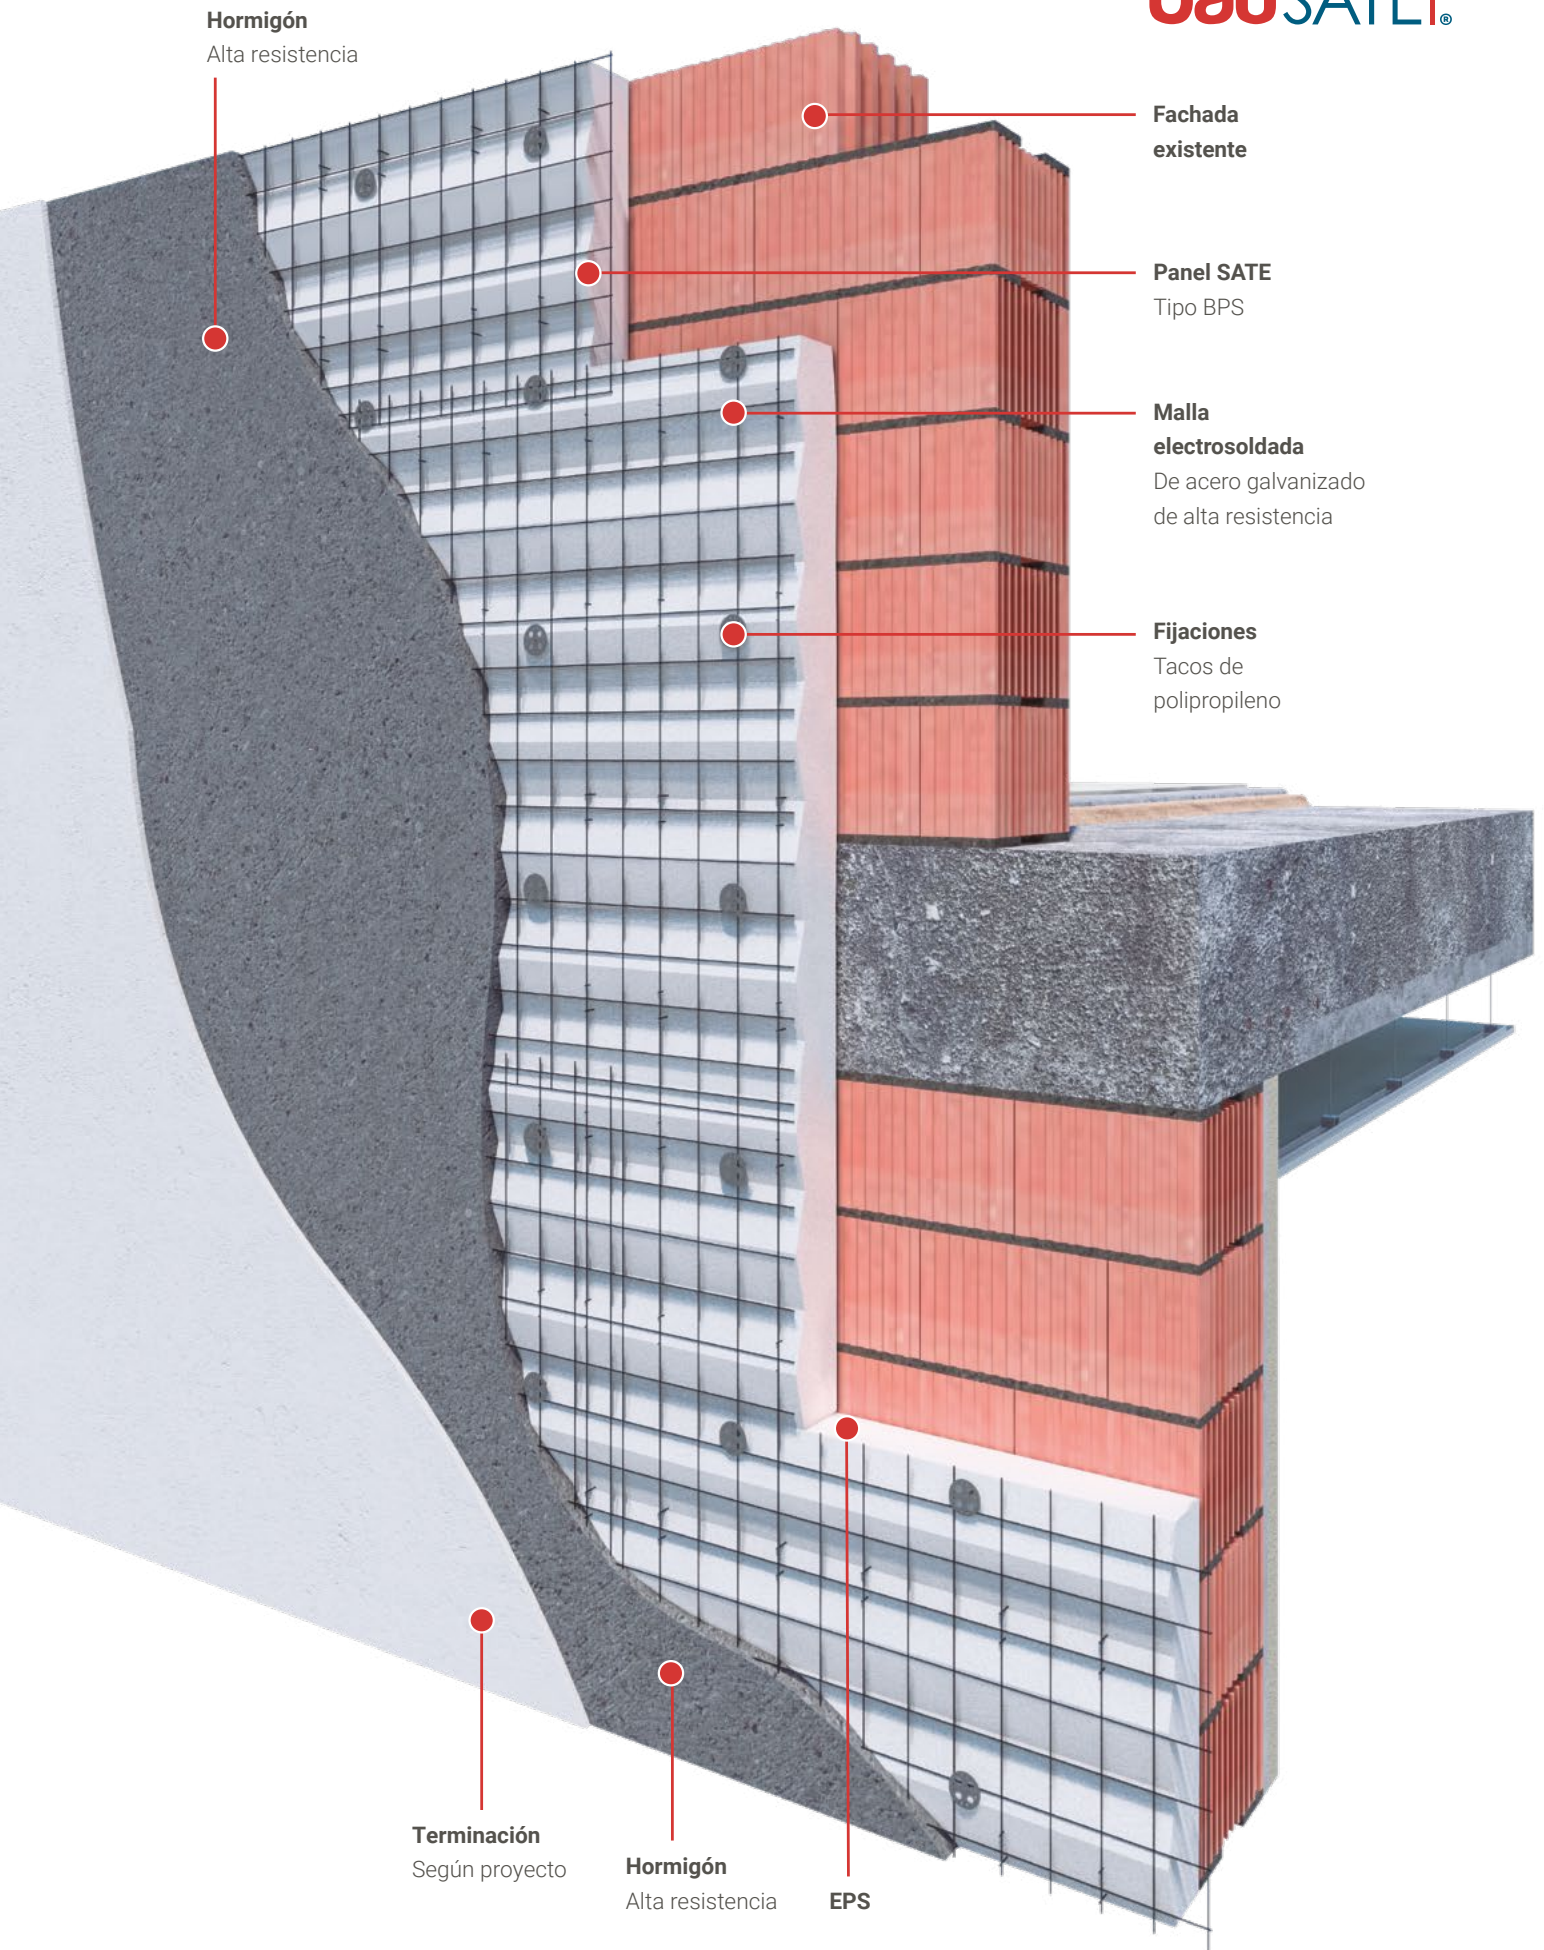 Hormigón
Alta resistencia
Fachada
existente
Panel SATE
Tipo BPS
Malla
electrosoldada
De acero galvanizado
de alta resistencia
Fijaciones
Tacos de
polipropileno
Terminación
Según proyecto
Hormigón
Alta resistencia
EPS